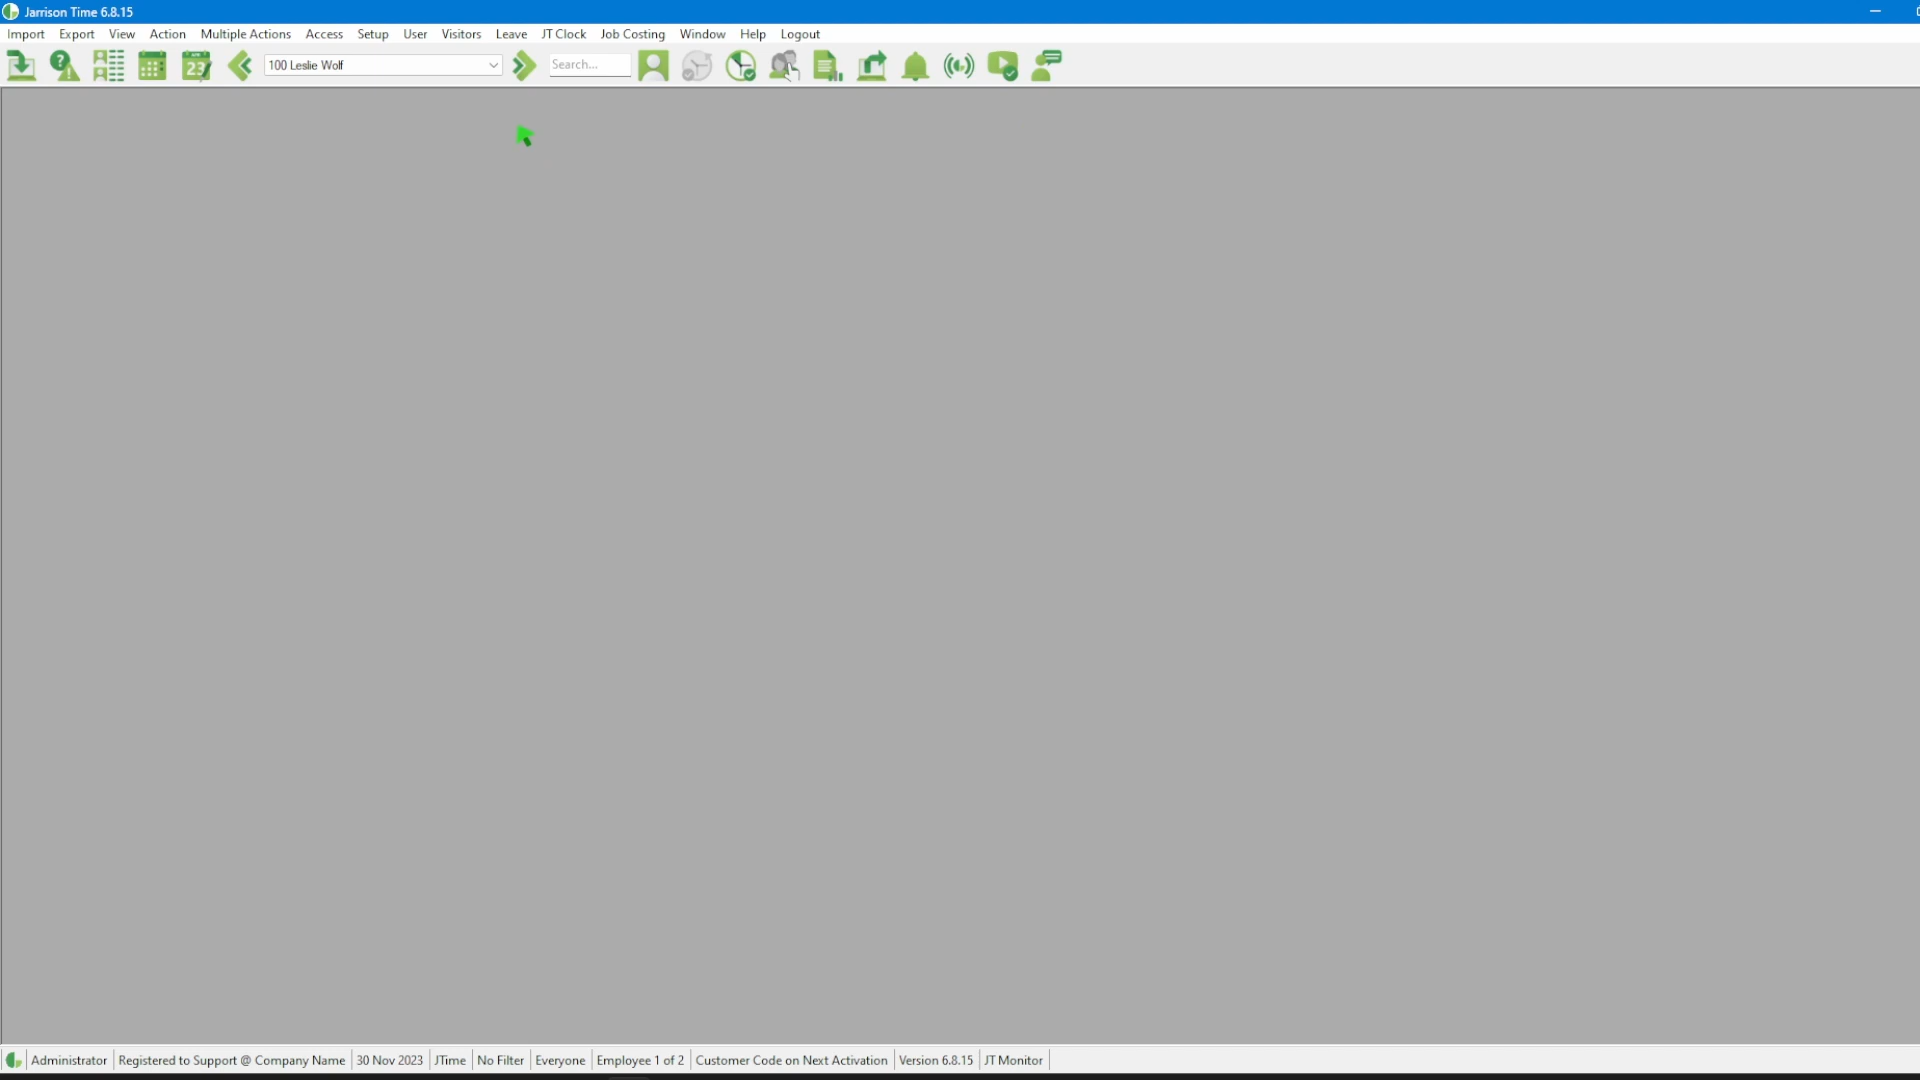 Jarrison Time 6.8.15
Import Export View Action Multiple Actions Access Setup User Visitors Leave JT Clock Job Costing Window Help Logout
23 100 Leslie Wolf Search...
Administrator Registered to Support @ Company Name 30 Nov 2023 JTime No Filter Everyone Employee 1 of 2 Customer Code on Next Activation Version 6.8.15 JT Monitor